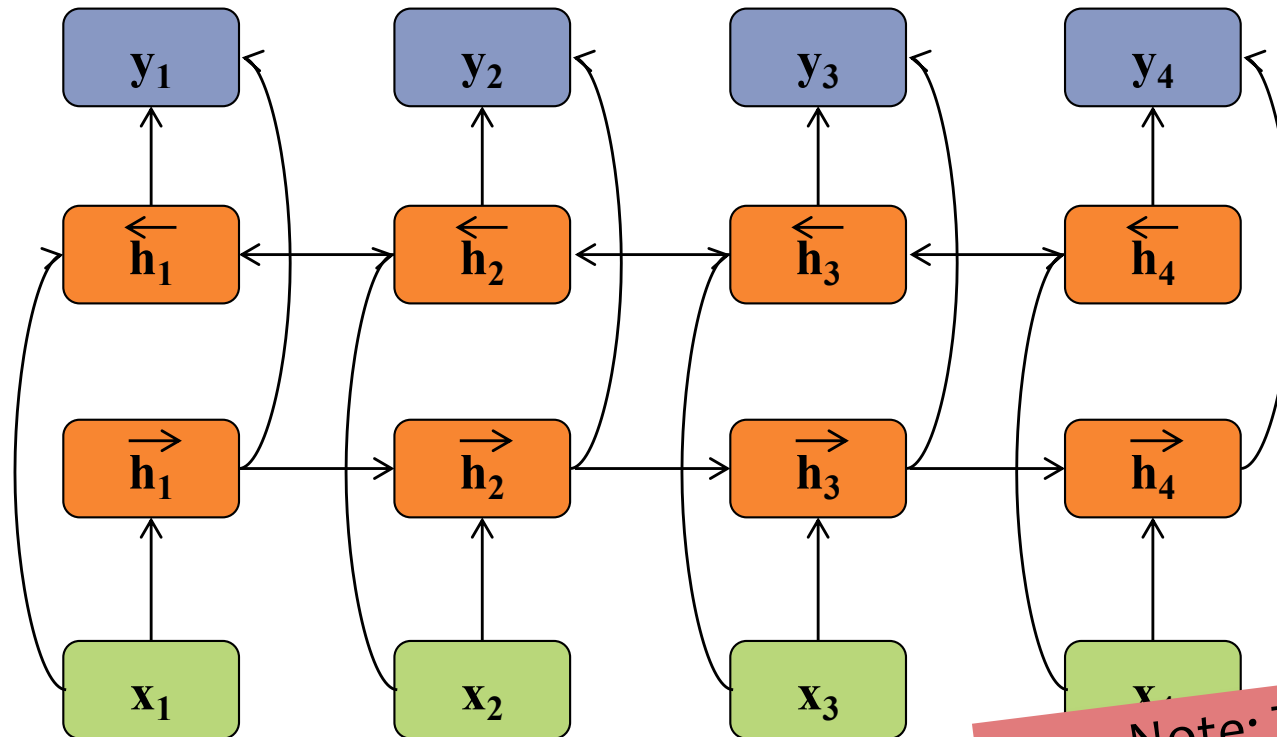 y₁ y₂ y₃ y₄
←h₁ ←h₂ ←h₃ ←h₄
→h₁ →h₂ →h₃ →h₄
x₁ x₂ x₃
Note: